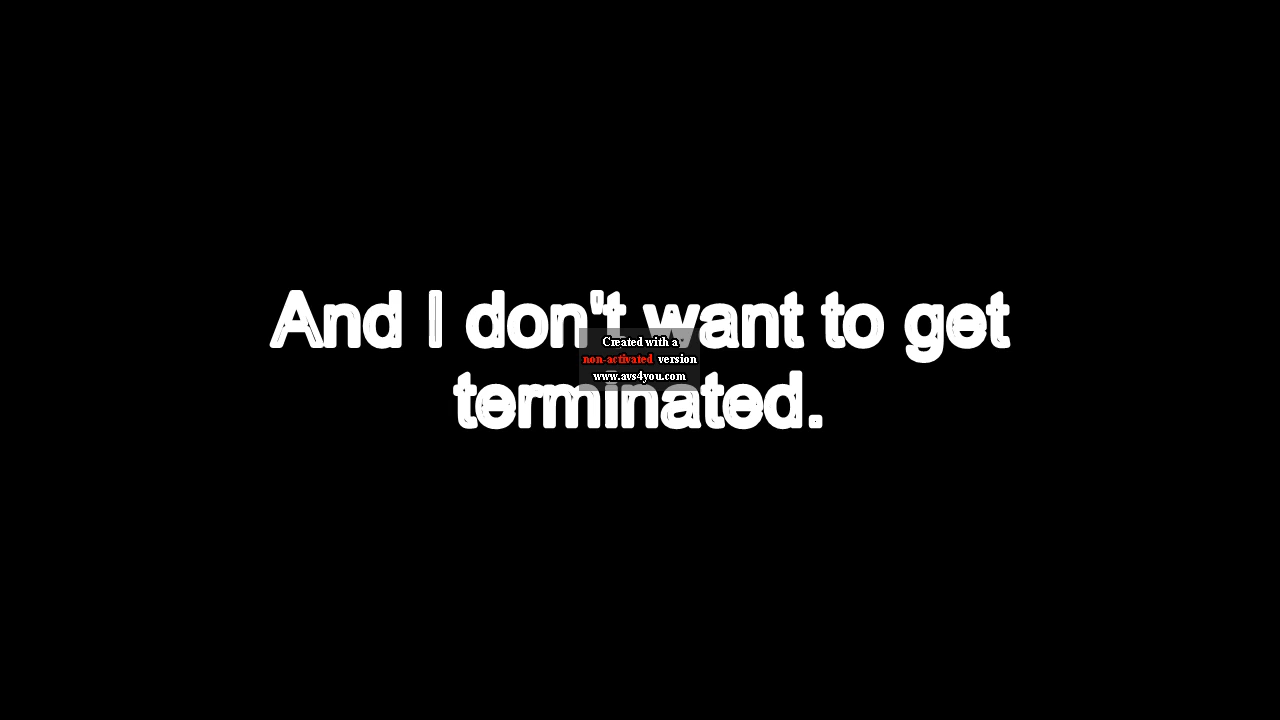 And I don't want to get
Created with a
non-activated version
www.avs4you.com
terminated.